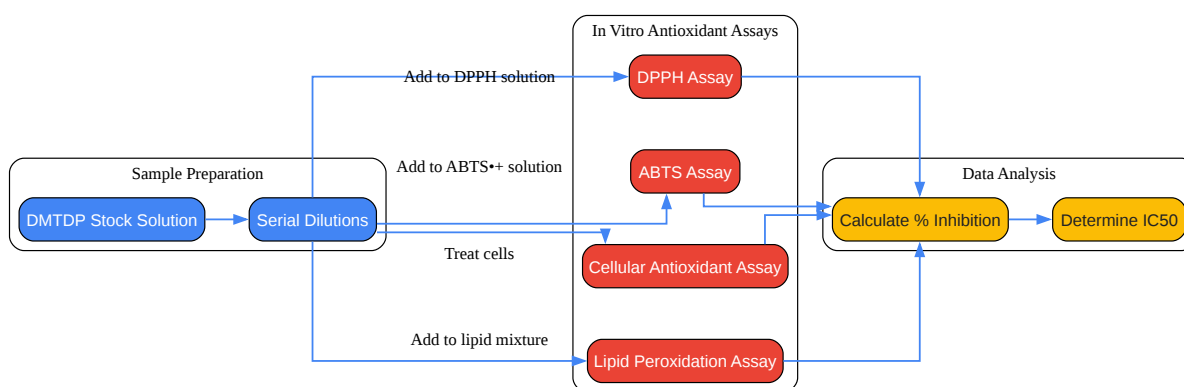 In Vitro Antioxidant Assays
Add to DPPH solution
DPPH Assay
Add to ABTS•+ solution
ABTS Assay
Sample Preparation
Data Analysis
DMTDP Stock Solution
Serial Dilutions
Calculate % Inhibition
Determine IC50
Treat cells
Cellular Antioxidant Assay
Add to lipid mixture
Lipid Peroxidation Assay